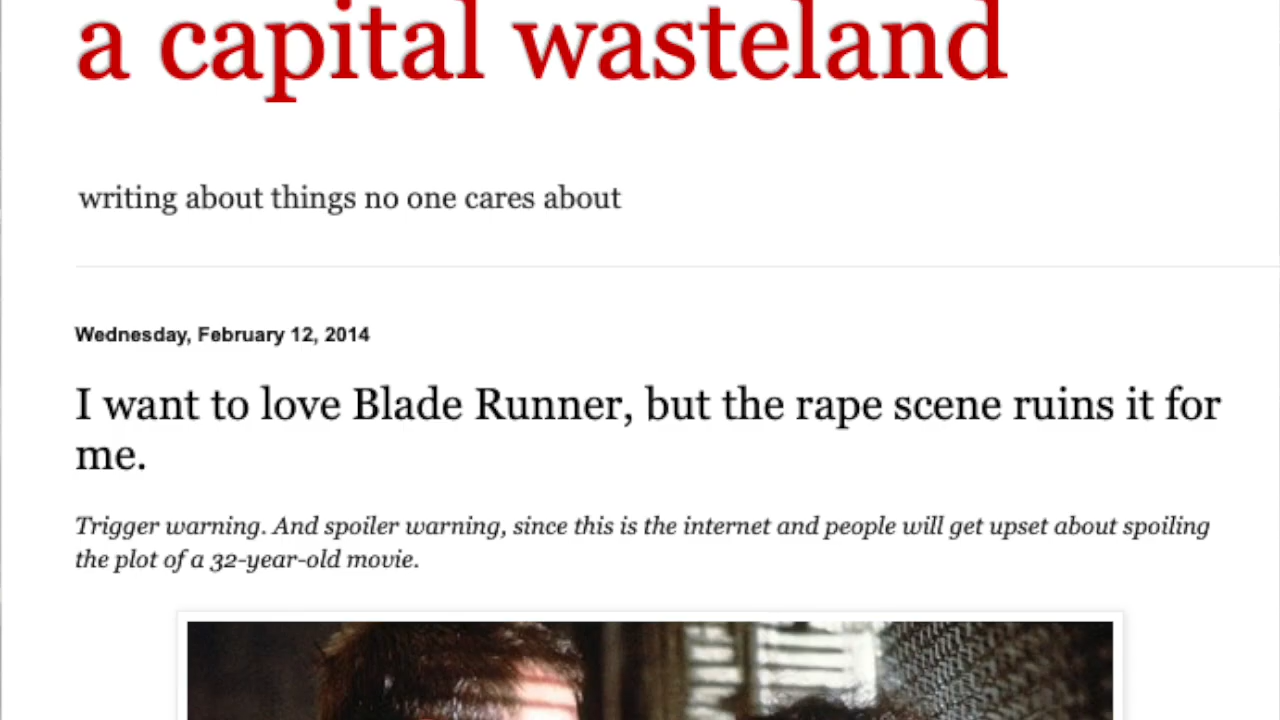 a capital wasteland
writing about things no one cares about
Wednesday, February 12, 2014
I want to love Blade Runner, but the rape scene ruins it for
me.
Trigger warning. And spoiler warning, since this is the internet and people will get upset about spoiling
the plot of a 32-year-old movie.